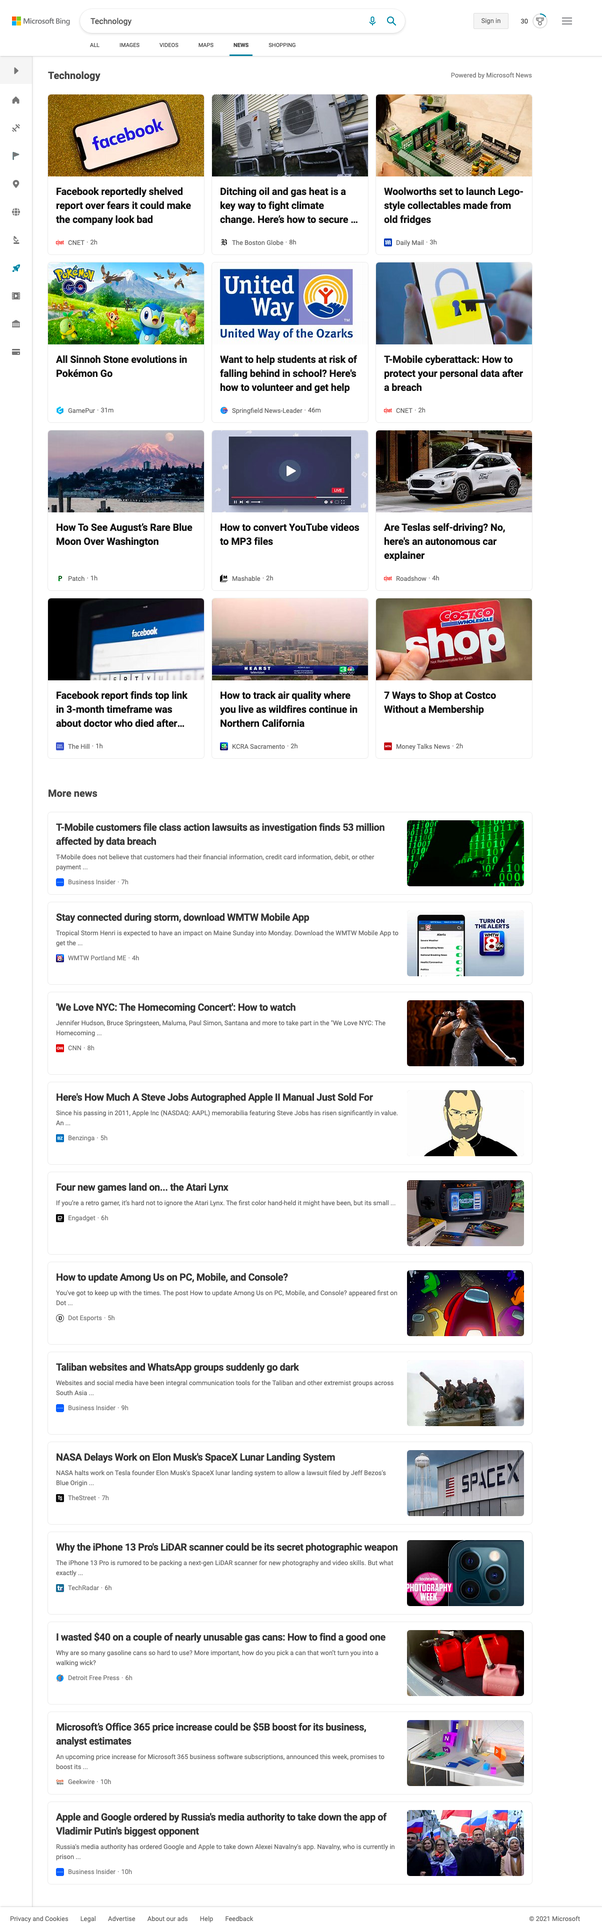 Microsoft Bing
Technology
Sign in
30
ALL
IMAGES
VIDEOS
MAPS
NEWS
SHOPPING
Technology
Powered by Microsoft News
facebook
Facebook reportedly shelved
report over fears it could make
the company look bad
CNET · 2h
Ditching oil and gas heat is a
key way to fight climate
change. Here's how to secure ...
The Boston Globe · 8h
Woolworths set to launch Lego-
style collectables made from
old fridges
Daily Mail · 3h
POKÉMON
GO
All Sinnoh Stone evolutions in
Pokémon Go
GamePur · 31m
United
Way
United Way of the Ozarks
Want to help students at risk of
falling behind in school? Here's
how to volunteer and get help
Springfield News-Leader · 46m
T-Mobile cyberattack: How to
protect your personal data after
a breach
CNET · 2h
How To See August's Rare Blue
Moon Over Washington
Patch · 1h
LIVE
How to convert YouTube videos
to MP3 files
Mashable · 2h
Are Teslas self-driving? No,
here's an autonomous car
explainer
Roadshow · 4h
facebook
Facebook report finds top link
in 3-month timeframe was
about doctor who died after...
The Hill · 1h
HEARST
How to track air quality where
you live as wildfires continue in
Northern California
KCRA Sacramento · 2h
COSTCO
WHOLESALE
shop
7 Ways to Shop at Costco
Without a Membership
Money Talks News · 2h
More news
T-Mobile customers file class action lawsuits as investigation finds 53 million
affected by data breach
T-Mobile does not believe that customers had their financial information, credit card information, debit, or other
payment ...
Business Insider · 7h
Stay connected during storm, download WMTW Mobile App
Tropical Storm Henri is expected to have an impact on Maine Sunday into Monday. Download the WMTW Mobile App to
get the ...
WMTW Portland ME · 4h
Alerts
TURN ON
THE ALERTS
WMTW
8
'We Love NYC: The Homecoming Concert': How to watch
Jennifer Hudson, Bruce Springsteen, Maluma, Paul Simon, Santana and more to take part in the "We Love NYC: The
Homecoming ...
CNN · 8h
Here's How Much A Steve Jobs Autographed Apple II Manual Just Sold For
Since his passing in 2011, Apple Inc (NASDAQ: AAPL) memorabilia featuring Steve Jobs has risen significantly in value.
An ...
Benzinga · 5h
Four new games land on... the Atari Lynx
If you're a retro gamer, it's hard not to ignore the Atari Lynx. The first color hand-held it might have been, but its small ...
Engadget · 6h
LYNX
How to update Among Us on PC, Mobile, and Console?
You've got to keep up with the times. The post How to update Among Us on PC, Mobile, and Console? appeared first on
Dot ...
Dot Esports · 5h
Taliban websites and WhatsApp groups suddenly go dark
Websites and social media have been integral communication tools for the Taliban and other extremist groups across
South Asia ...
Business Insider · 9h
NASA Delays Work on Elon Musk's SpaceX Lunar Landing System
NASA halts work on Tesla founder Elon Musk's SpaceX lunar landing system to allow a lawsuit filed by Jeff Bezos's
Blue Origin ...
TheStreet · 7h
SPACEX
Why the iPhone 13 Pro's LiDAR scanner could be its secret photographic weapon
The iPhone 13 Pro is rumored to be packing a next-gen LiDAR scanner for new photography and video skills. But what
exactly ...
TechRadar · 6h
PHOTOGRAPHY
WEEK
I wasted $40 on a couple of nearly unusable gas cans: How to find a good one
Why are so many gasoline cans so hard to use? More important, how do you pick a can that won't turn you into a
walking wick?
Detroit Free Press · 6h
Microsoft's Office 365 price increase could be $5B boost for its business,
analyst estimates
An upcoming price increase for Microsoft 365 business software subscriptions, announced this week, promises to
boost its ...
Geekwire · 10h
Apple and Google ordered by Russia's media authority to take down the app of
Vladimir Putin's biggest opponent
Russia's media authority has ordered Google and Apple to take down Alexei Navalny's app. Navalny, who is currently in
prison ...
Business Insider · 10h
Privacy and Cookies
Legal
Advertise
About our ads
Help
Feedback
© 2021 Microsoft